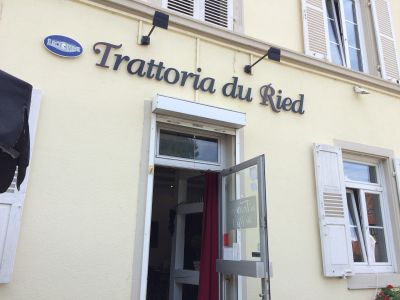 Trattoria du Ried